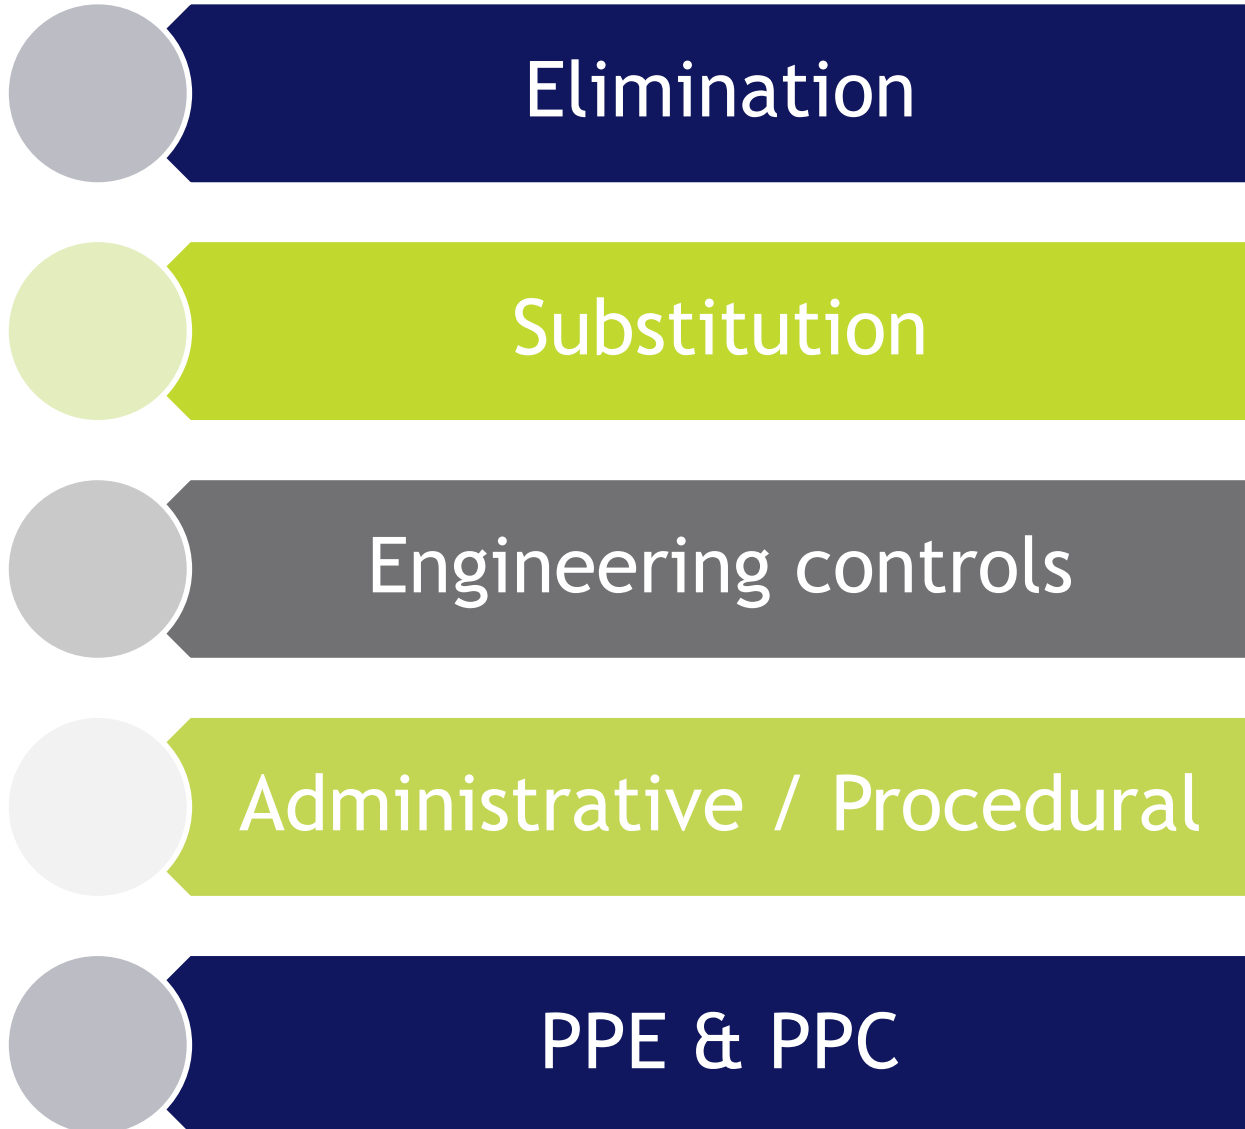 Elimination
Substitution
Engineering controls
Administrative / Procedural
PPE & PPC